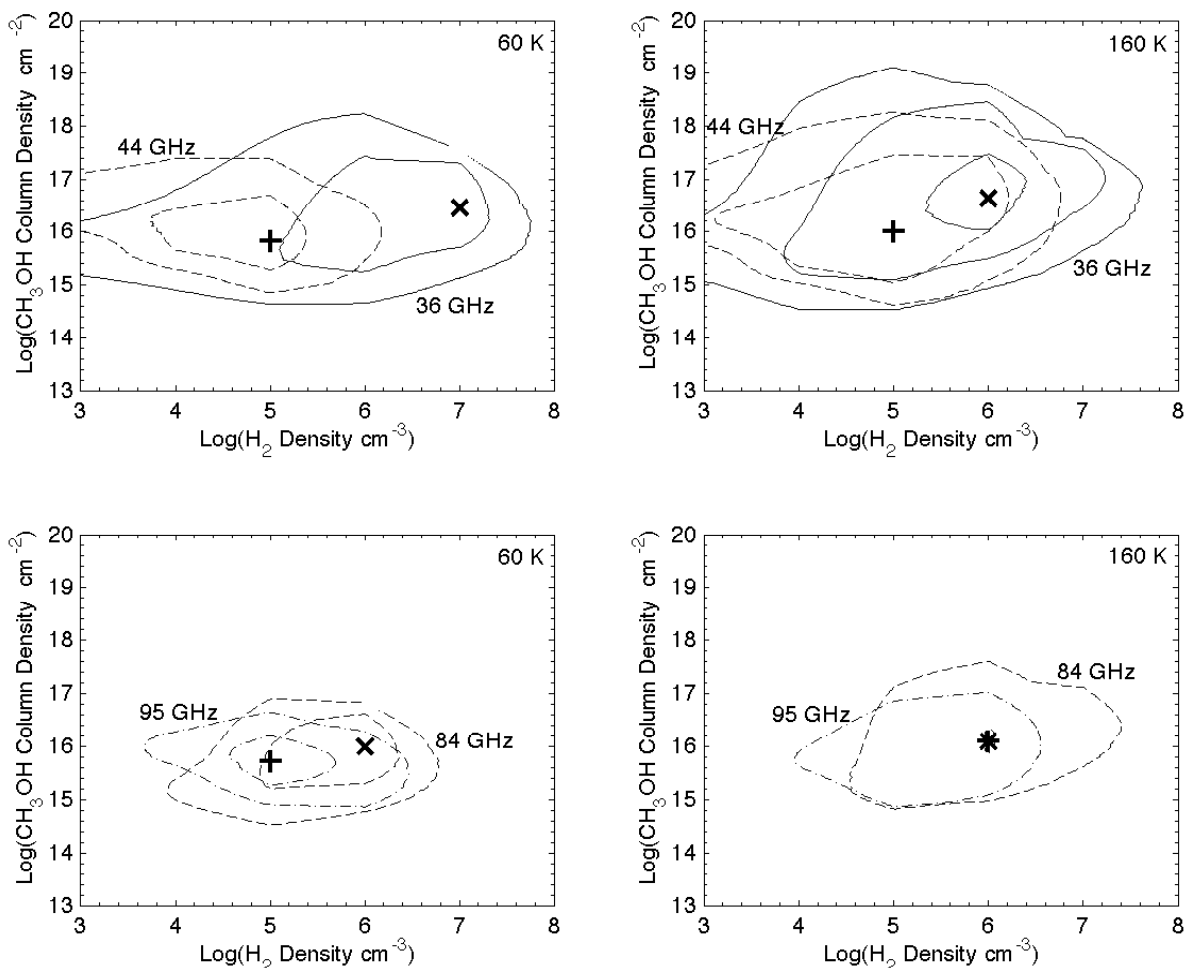 60 K
44 GHz
36 GHz
20
19
18
17
16
15
14
13
3 4 5 6 7 8
Log(CH3OH Column Density cm-2)
Log(H2 Density cm-3)
160 K
44 GHz
36 GHz
20
19
18
17
16
15
14
13
3 4 5 6 7 8
Log(CH3OH Column Density cm-2)
Log(H2 Density cm-3)
60 K
95 GHz
84 GHz
20
19
18
17
16
15
14
13
3 4 5 6 7 8
Log(CH3OH Column Density cm-2)
Log(H2 Density cm-3)
160 K
84 GHz
95 GHz
20
19
18
17
16
15
14
13
3 4 5 6 7 8
Log(CH3OH Column Density cm-2)
Log(H2 Density cm-3)